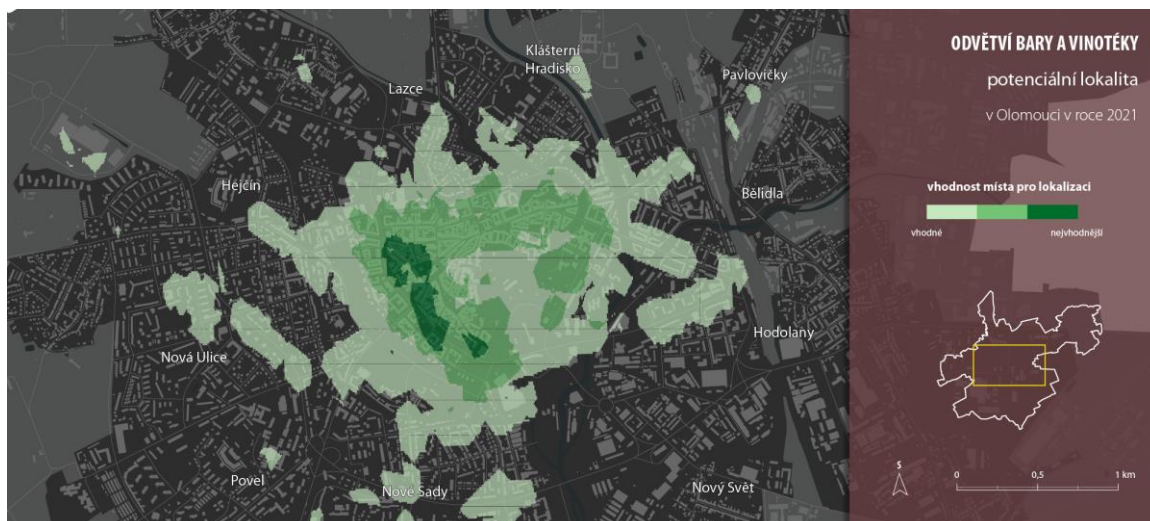 Klášterní
Hradisko
Pavlovičky
Lazce
Hejčín
Bělidla
Nová Ulice
Hodolany
Povel
Nové Sady
Nový Svět
ODVĚTVÍ BARY A VINOTÉKY
potenciální lokalita
v Olomouci v roce 2021
vhodnost místa pro lokalizaci
vhodné
nejvhodnější
S
0
0,5
1 km